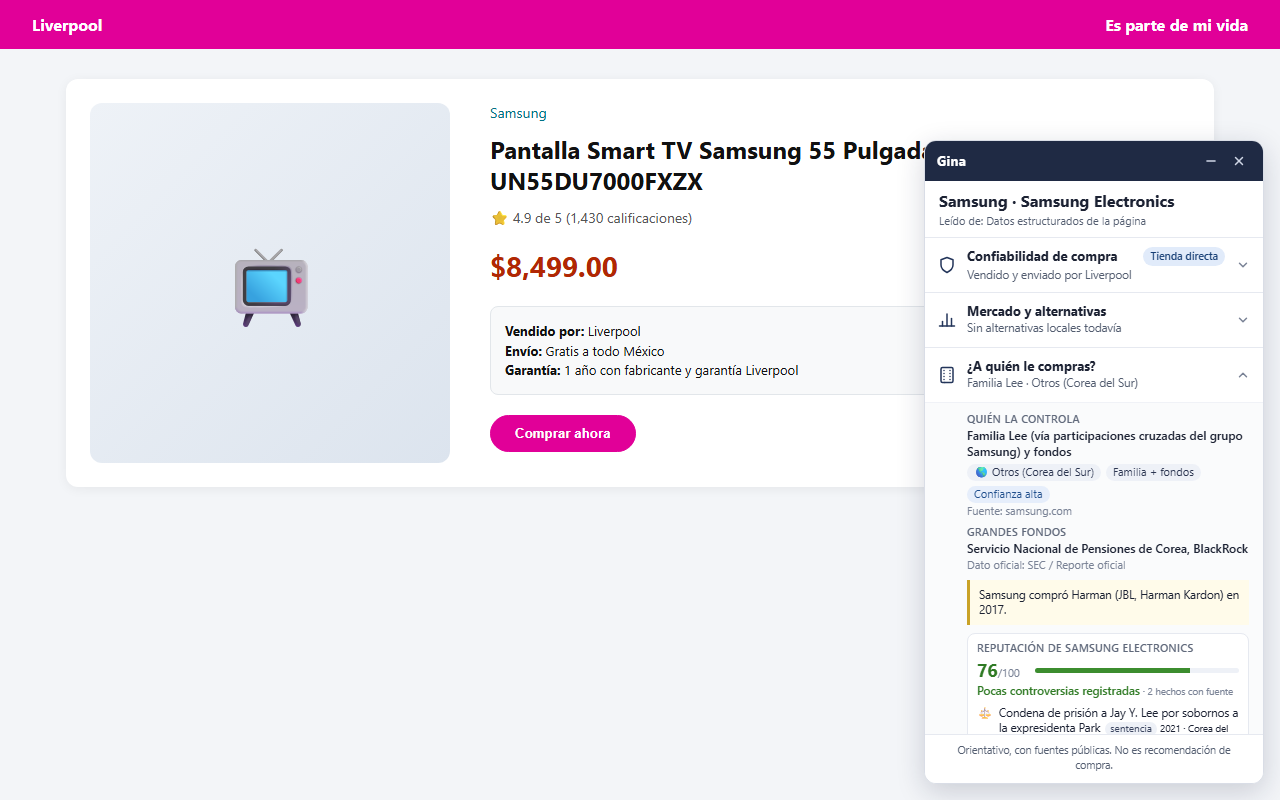 Liverpool
Es parte de mi vida
Samsung
Pantalla Smart TV Samsung 55 Pulgada
UN55DU7000FXZX
4.9 de 5 (1,430 calificaciones)
$8,499.00
Vendido por: Liverpool
Envío: Gratis a todo México
Garantía: 1 año con fabricante y garantía Liverpool
Comprar ahora
Gina
Samsung · Samsung Electronics
Leído de: Datos estructurados de la página
Confiabilidad de compra
Tienda directa
Vendido y enviado por Liverpool
Mercado y alternativas
Sin alternativas locales todavía
¿A quién le compras?
Familia Lee · Otros (Corea del Sur)
QUIÉN LA CONTROLA
Familia Lee (vía participaciones cruzadas del grupo
Samsung) y fondos
Otros (Corea del Sur)
Familia + fondos
Confianza alta
Fuente: samsung.com
GRANDES FONDOS
Servicio Nacional de Pensiones de Corea, BlackRock
Dato oficial: SEC / Reporte oficial
Samsung compró Harman (JBL, Harman Kardon) en
2017.
REPUTACIÓN DE SAMSUNG ELECTRONICS
76/100
Pocas controversias registradas · 2 hechos con fuente
Condena de prisión a Jay Y. Lee por sobornos a
la expresidenta Park sentencia 2021 · Corea del
Orientativo, con fuentes públicas. No es recomendación de
compra.